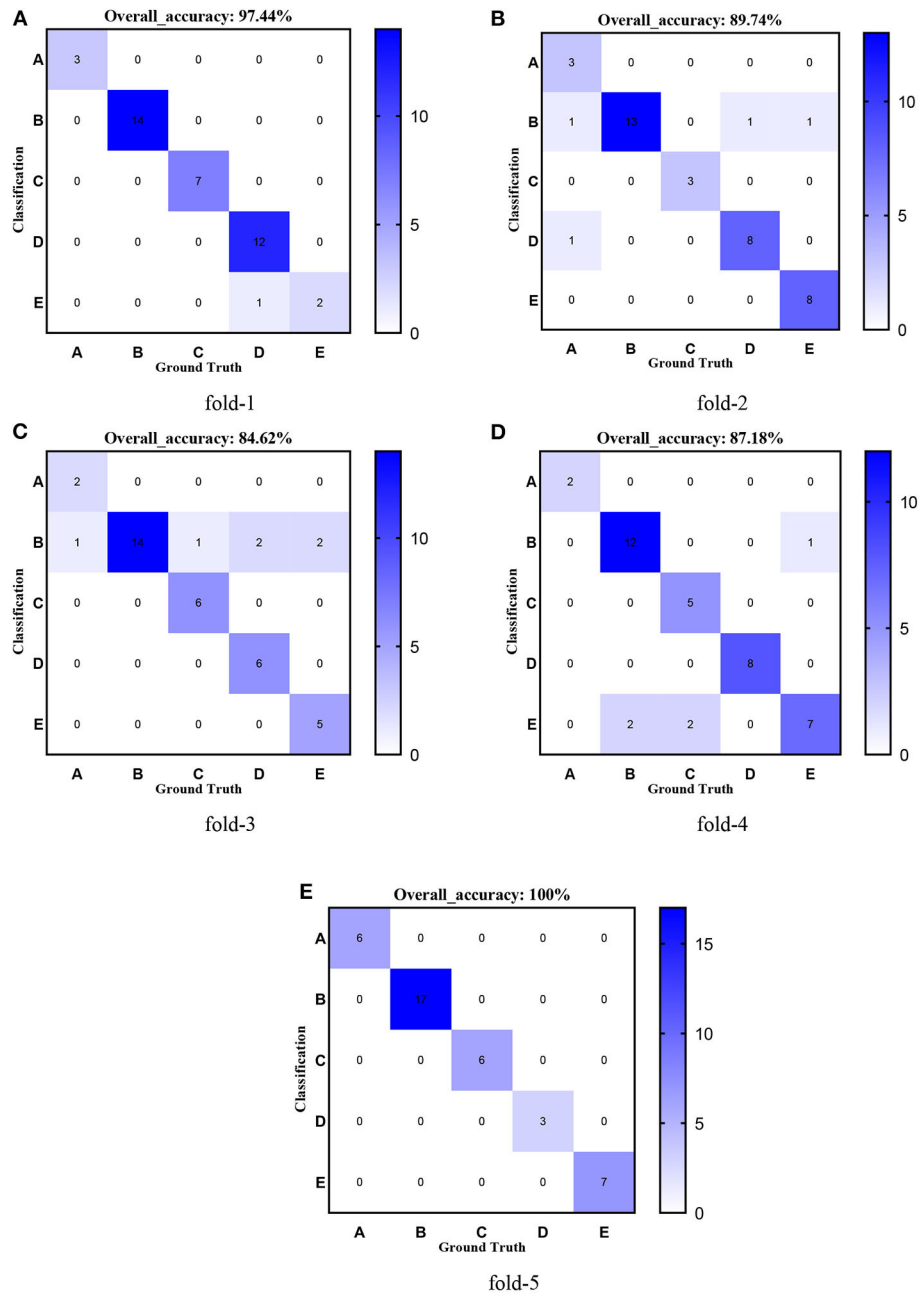 A
Overall_accuracy: 97.44%
A 3 0 0 0 0
B 0 14 0 0 0
C 0 0 7 0 0
D 0 0 0 12 0
E 0 0 0 1 2
A B C D E
Classification
Ground Truth
10
5
0
fold-1
B
Overall_accuracy: 89.74%
A 3 0 0 0 0
B 1 13 0 1 1
C 0 0 3 0 0
D 1 0 0 8 0
E 0 0 0 0 8
A B C D E
Classification
Ground Truth
10
5
0
fold-2
C
Overall_accuracy: 84.62%
A 2 0 0 0 0
B 1 14 1 2 2
C 0 0 6 0 0
D 0 0 0 6 0
E 0 0 0 0 5
A B C D E
Classification
Ground Truth
10
5
0
fold-3
D
Overall_accuracy: 87.18%
A 2 0 0 0 0
B 0 12 0 0 1
C 0 0 5 0 0
D 0 0 0 8 0
E 0 2 2 0 7
A B C D E
Classification
Ground Truth
10
5
0
fold-4
E
Overall_accuracy: 100%
A 6 0 0 0 0
B 0 17 0 0 0
C 0 0 6 0 0
D 0 0 0 3 0
E 0 0 0 0 7
A B C D E
Classification
Ground Truth
15
10
5
0
fold-5